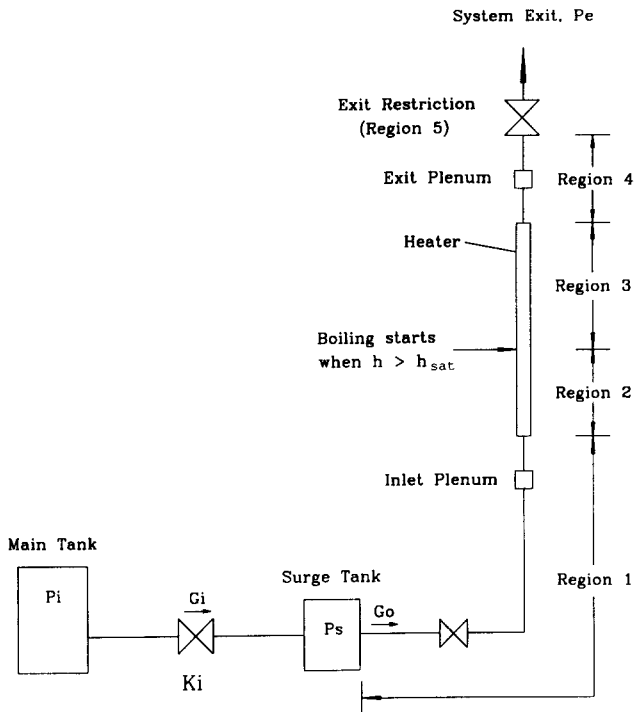 System Exit, Pe
Exit Restriction
(Region 5)
Exit Plenum
Region 4
Heater
Region 3
Boiling starts
when h > h_sat
Region 2
Inlet Plenum
Region 1
Main Tank
Pi
Gi
Ki
Surge Tank
Ps
Go